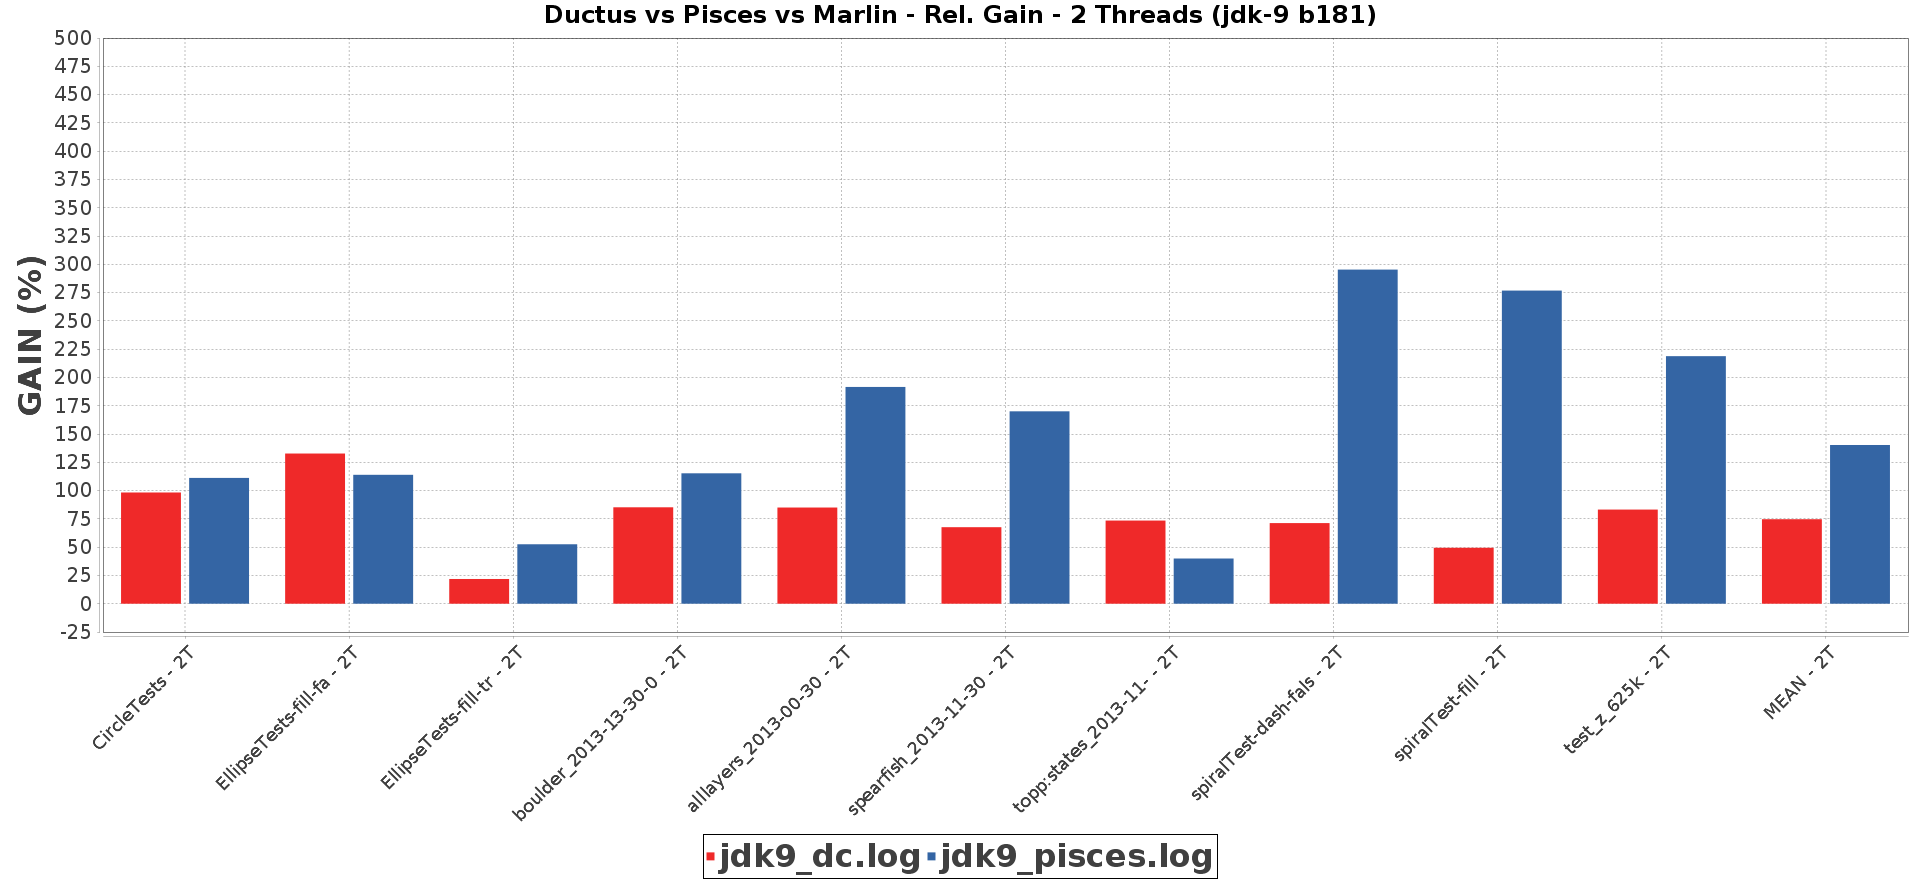 Ductus vs Pisces vs Marlin - Rel. Gain - 2 Threads (jdk-9 b181)
GAIN (%)
500
475
450
425
400
375
350
325
300
275
250
225
200
175
150
125
100
75
50
25
0
-25
CircleTests - 2T
EllipseTests-fill-fa - 2T
EllipseTests-fill-tr - 2T
boulder_2013-13-30-0 - 2T
alllayers_2013-00-30 - 2T
spearfish_2013-11-30 - 2T
topp:states_2013-11- - 2T
spiralTest-dash-fals - 2T
spiralTest-fill - 2T
test_z_625k - 2T
MEAN - 2T
jdk9_dc.log jdk9_pisces.log